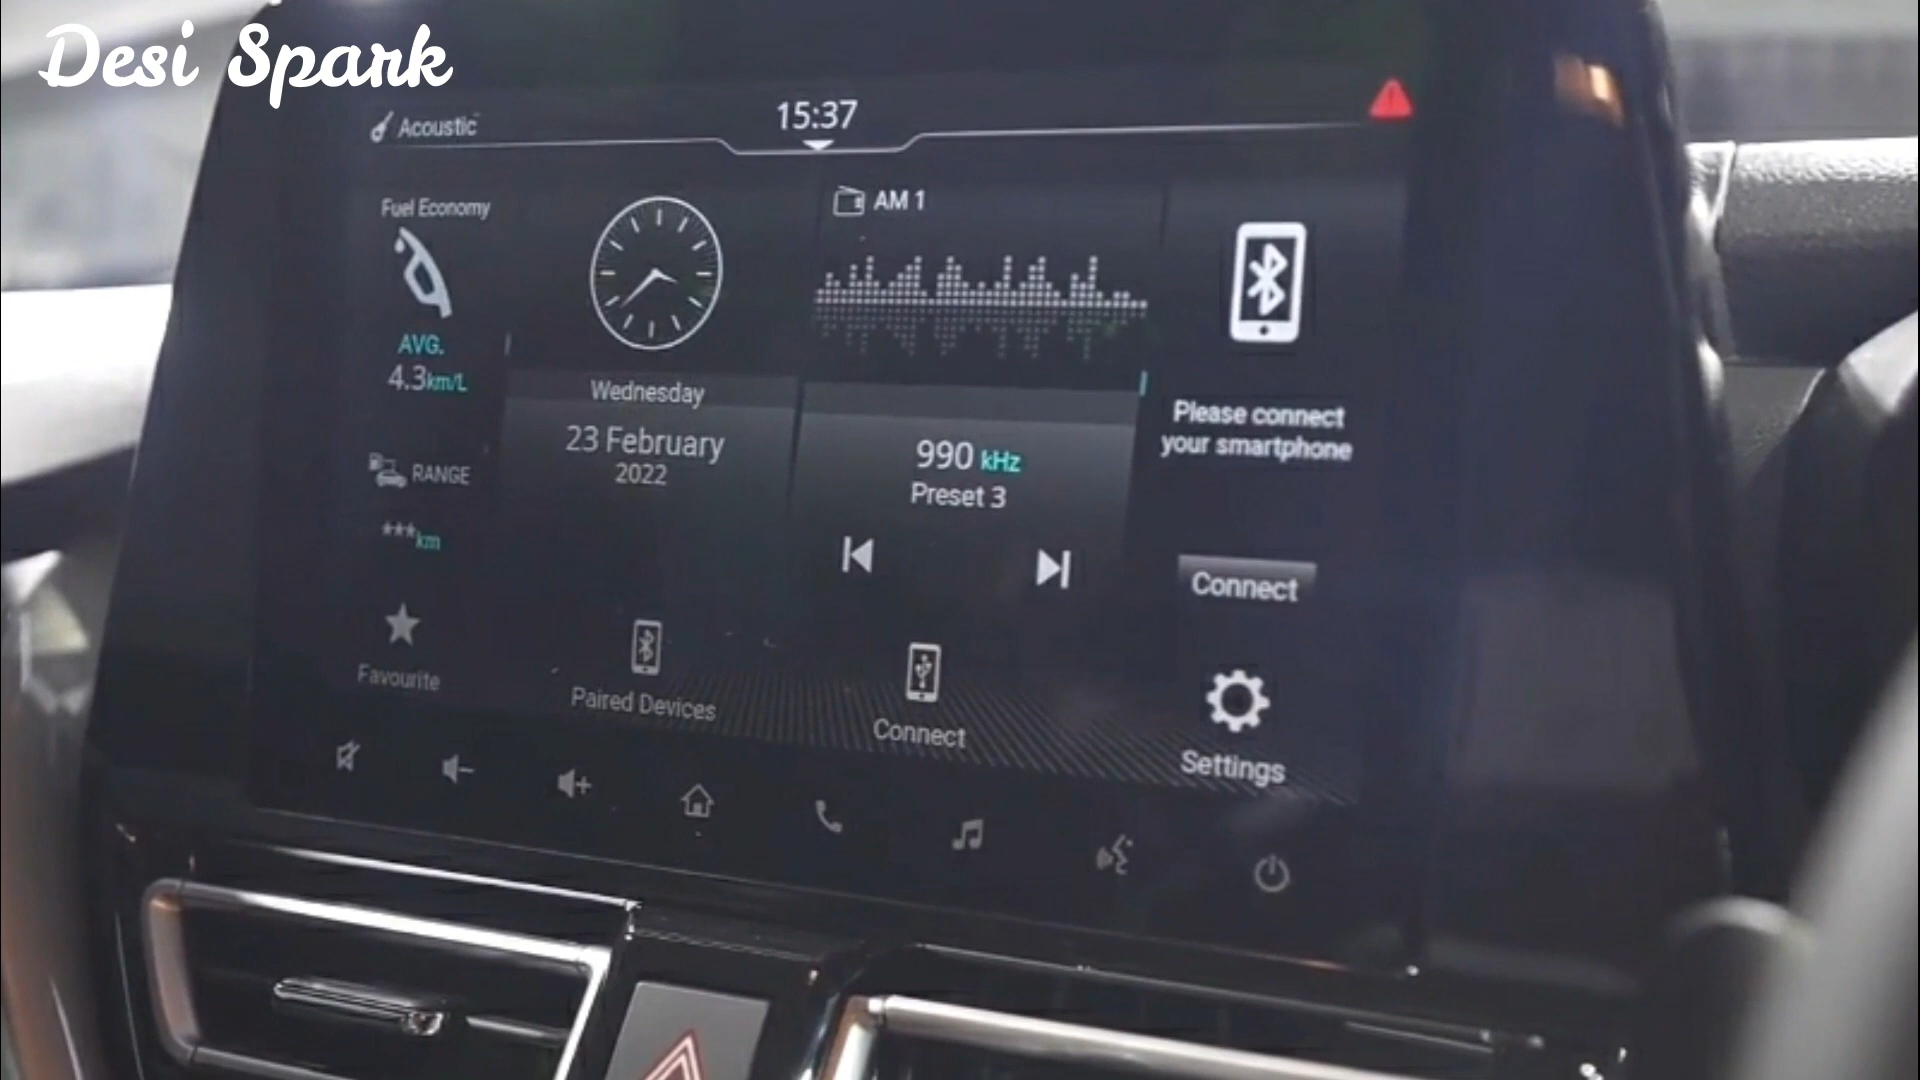 Desi Spark
Acoustic
15:37
Fuel Economy
AVG.
4.3km/L
RANGE
***km
Wednesday
23 February
2022
AM 1
990 kHz
Preset 3
Please connect
your smartphone
Connect
Favourite
Paired Devices
Connect
Settings